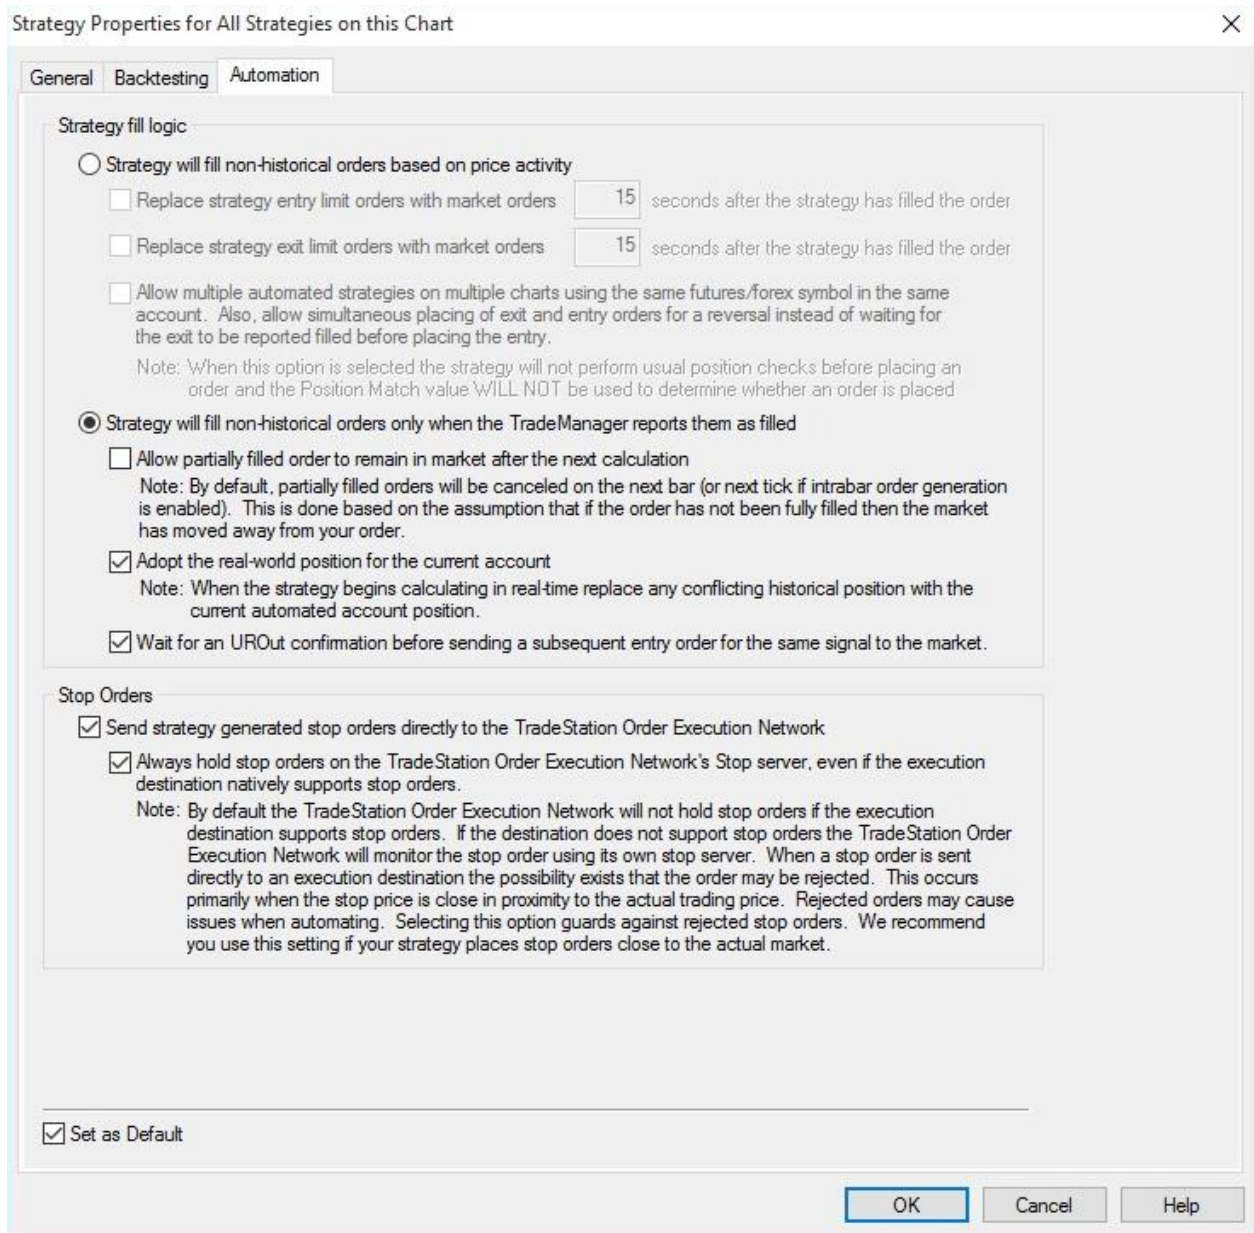 Strategy Properties for All Strategies on this Chart
General Backtesting Automation
Strategy fill logic
Strategy will fill non-historical orders based on price activity
Replace strategy entry limit orders with market orders 15 seconds after the strategy has filled the order
Replace strategy exit limit orders with market orders 15 seconds after the strategy has filled the order
Allow multiple automated strategies on multiple charts using the same futures/forex symbol in the same
account. Also, allow simultaneous placing of exit and entry orders for a reversal instead of waiting for
the exit to be reported filled before placing the entry.
Note: When this option is selected the strategy will not perform usual position checks before placing an
order and the Position Match value WILL NOT be used to determine whether an order is placed
Strategy will fill non-historical orders only when the TradeManager reports them as filled
Allow partially filled order to remain in market after the next calculation
Note: By default, partially filled orders will be canceled on the next bar (or next tick if intrabar order generation
is enabled). This is done based on the assumption that if the order has not been fully filled then the market
has moved away from your order.
Adopt the real-world position for the current account
Note: When the strategy begins calculating in real-time replace any conflicting historical position with the
current automated account position.
Wait for an UROut confirmation before sending a subsequent entry order for the same signal to the market.
Stop Orders
Send strategy generated stop orders directly to the TradeStation Order Execution Network
Always hold stop orders on the TradeStation Order Execution Network's Stop server, even if the execution
destination natively supports stop orders.
Note: By default the TradeStation Order Execution Network will not hold stop orders if the execution
destination supports stop orders. If the destination does not support stop orders the TradeStation Order
Execution Network will monitor the stop order using its own stop server. When a stop order is sent
directly to an execution destination the possibility exists that the order may be rejected. This occurs
primarily when the stop price is close in proximity to the actual trading price. Rejected orders may cause
issues when automating. Selecting this option guards against rejected stop orders. We recommend
you use this setting if your strategy places stop orders close to the actual market.
Set as Default
OK Cancel Help